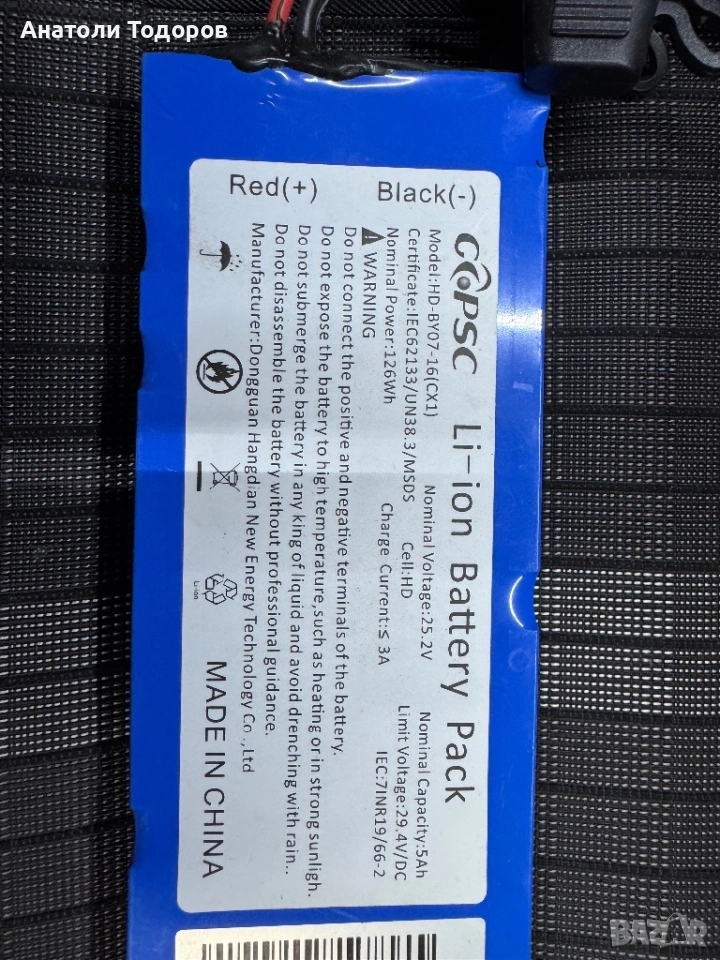 Анатоли Тодоров
Red(+) Black(-)
GOPSC Li-ion Battery Pack
Model:HD-BY07-16(CX1) Nominal Voltage:25.2V Nominal Capacity:5Ah
Certificate:IEC62133/UN38.3/MSDS Cell:HD Limit Voltage:29.4V/DC
Nominal Power:126Wh Charge Current:≤ 3A IEC:7INR19/66-2
WARNING
Do not connect the positive and negative terminals of the battery.
Do not expose the battery to high temperature,such as heating or in strong sunligh.
Do not submerge the battery in any king of liquid and avoid drenching with rain..
Do not disassemble the battery without professional guidance.
Manufacturer:Dongguan Hangdian New Energy Technology Co .,Ltd
Li-ion
MADE IN CHINA
BAZAR